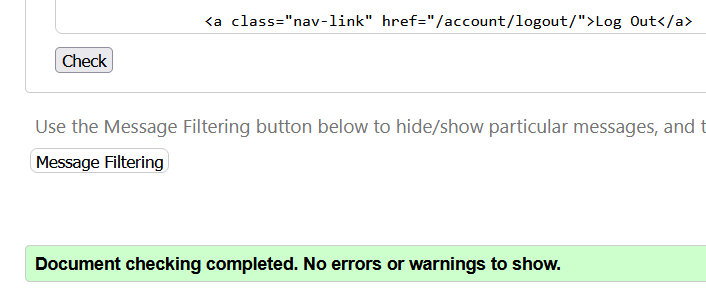 <a class="nav-link" href="/account/logout/">Log Out</a>
Check
Use the Message Filtering button below to hide/show particular messages, and t
Message Filtering
Document checking completed. No errors or warnings to show.